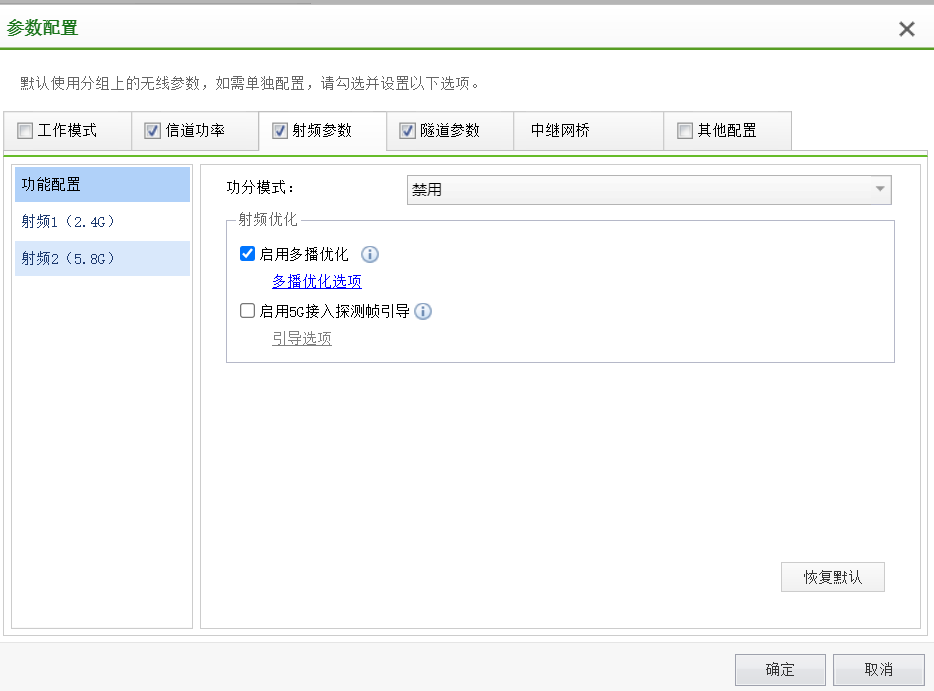 参数配置
默认使用分组上的无线参数，如需单独配置，请勾选并设置以下选项。
工作模式 信道功率 射频参数 隧道参数 中继网桥 其他配置
功能配置
射频1（2.4G）
射频2（5.8G）
功分模式： 禁用
射频优化
启用多播优化
多播优化选项
启用5G接入探测帧引导
引导选项
恢复默认
确定 取消